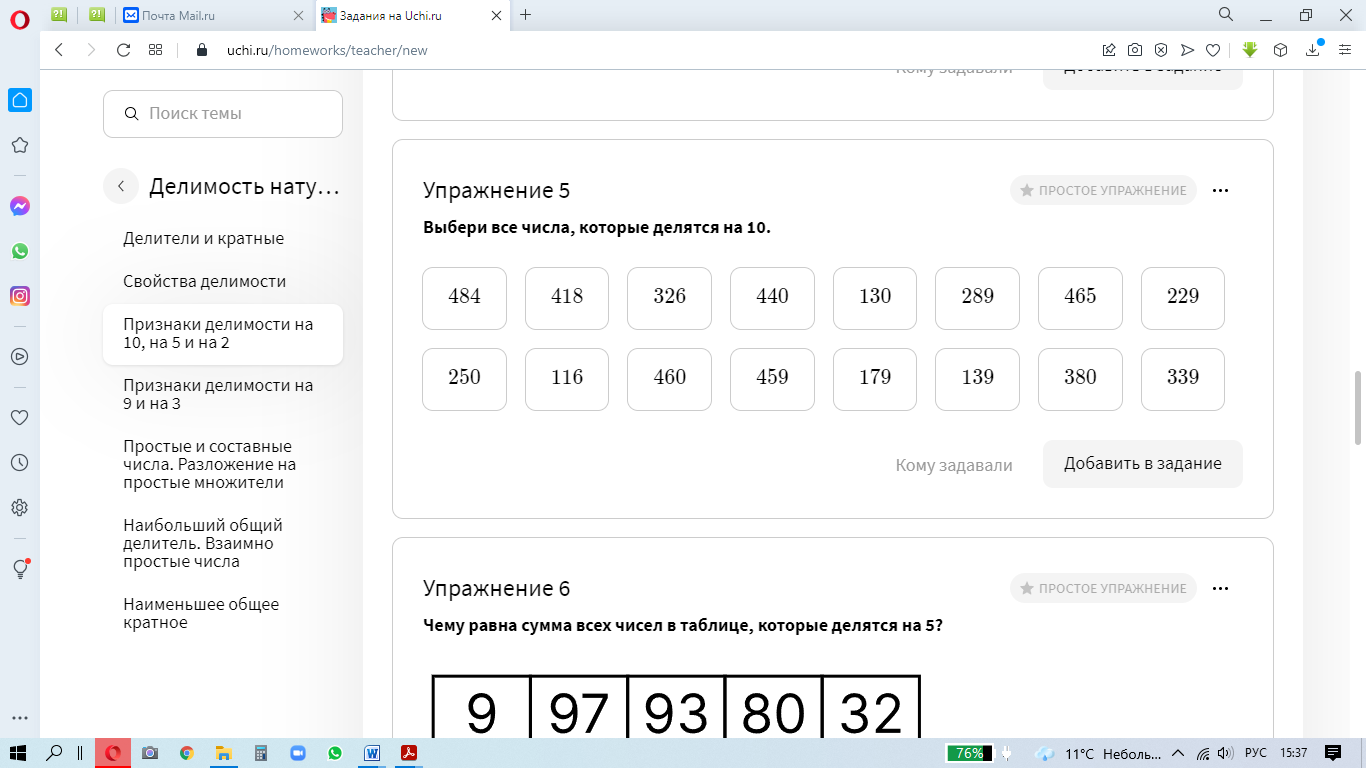 Почта Mail.ru
Задания на Uchi.ru
uchi.ru/homeworks/teacher/new
Кому задавали
Добавить в задание
Поиск темы
Делимость нату...
Делители и кратные
Свойства делимости
Признаки делимости на
10, на 5 и на 2
Признаки делимости на
9 и на 3
Простые и составные
числа. Разложение на
простые множители
Наибольший общий
делитель. Взаимно
простые числа
Наименьшее общее
кратное
Упражнение 5
ПРОСТОЕ УПРАЖНЕНИЕ
Выбери все числа, которые делятся на 10.
484 418 326 440 130 289 465 229
250 116 460 459 179 139 380 339
Кому задавали
Добавить в задание
Упражнение 6
ПРОСТОЕ УПРАЖНЕНИЕ
Чему равна сумма всех чисел в таблице, которые делятся на 5?
9 97 93 80 32
76% 11°C Неболь... РУС 15:37